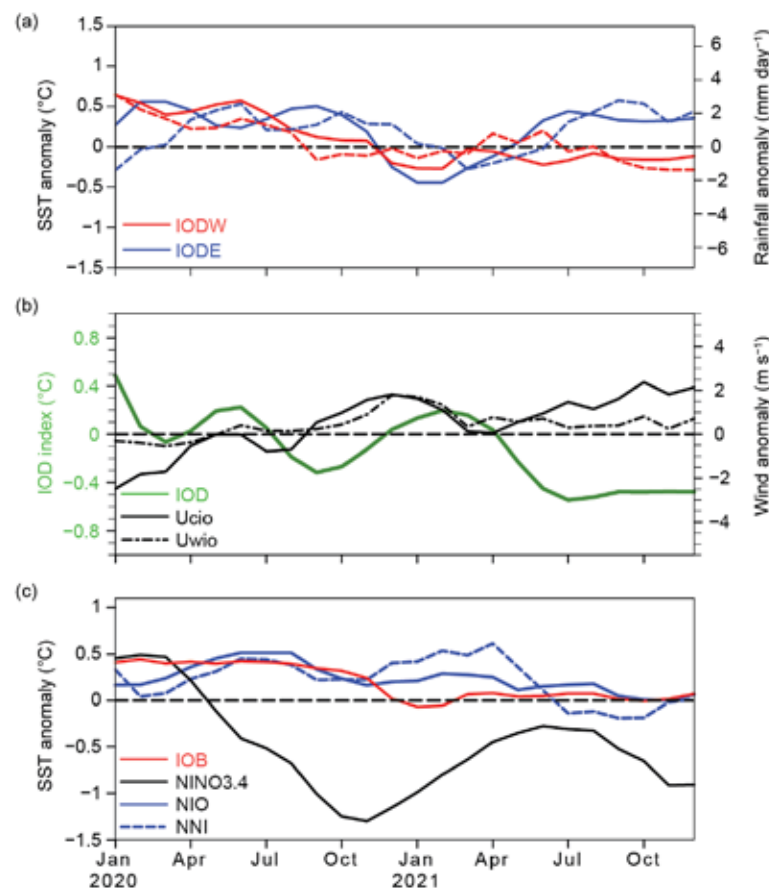 (a)
1.5
1
0.5
0
−0.5
−1
−1.5
SST anomaly (°C)
6
4
2
0
−2
−4
−6
Rainfall anomaly (mm day⁻¹)
IODW
IODE
(b)
0.8
0.4
0
−0.4
−0.8
IOD index (°C)
4
2
0
−2
−4
Wind anomaly (m s⁻¹)
IOD
Ucio
Uwio
(c)
1
0.5
0
−0.5
−1
−1.5
SST anomaly (°C)
IOB
NINO3.4
NIO
NNI
Jan Apr Jul Oct Jan Apr Jul Oct
2020 2021